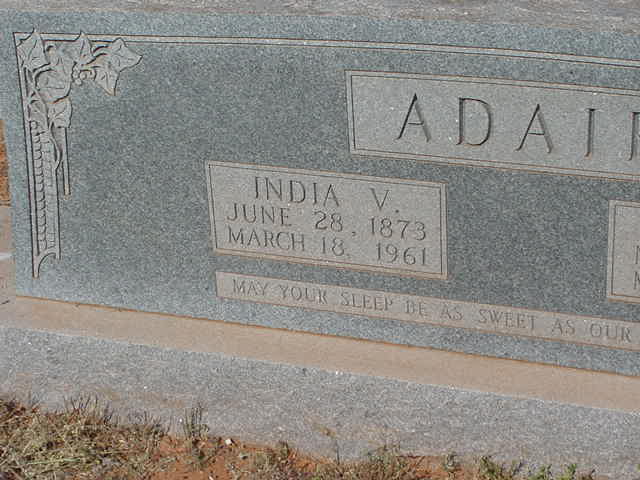 ADAI
INDIA V.
JUNE 28, 1873
MARCH 18, 1961
MAY YOUR SLEEP BE AS SWEET AS OUR